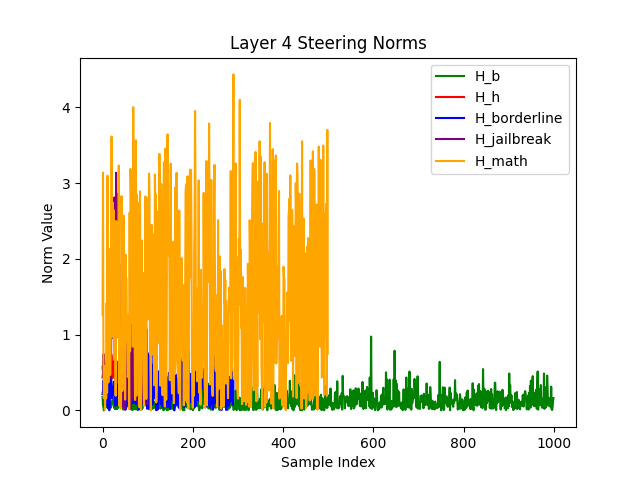 Layer 4 Steering Norms
Norm Value
4
3
2
1
0
0 200 400 600 800 1000
Sample Index
H_b
H_h
H_borderline
H_jailbreak
H_math